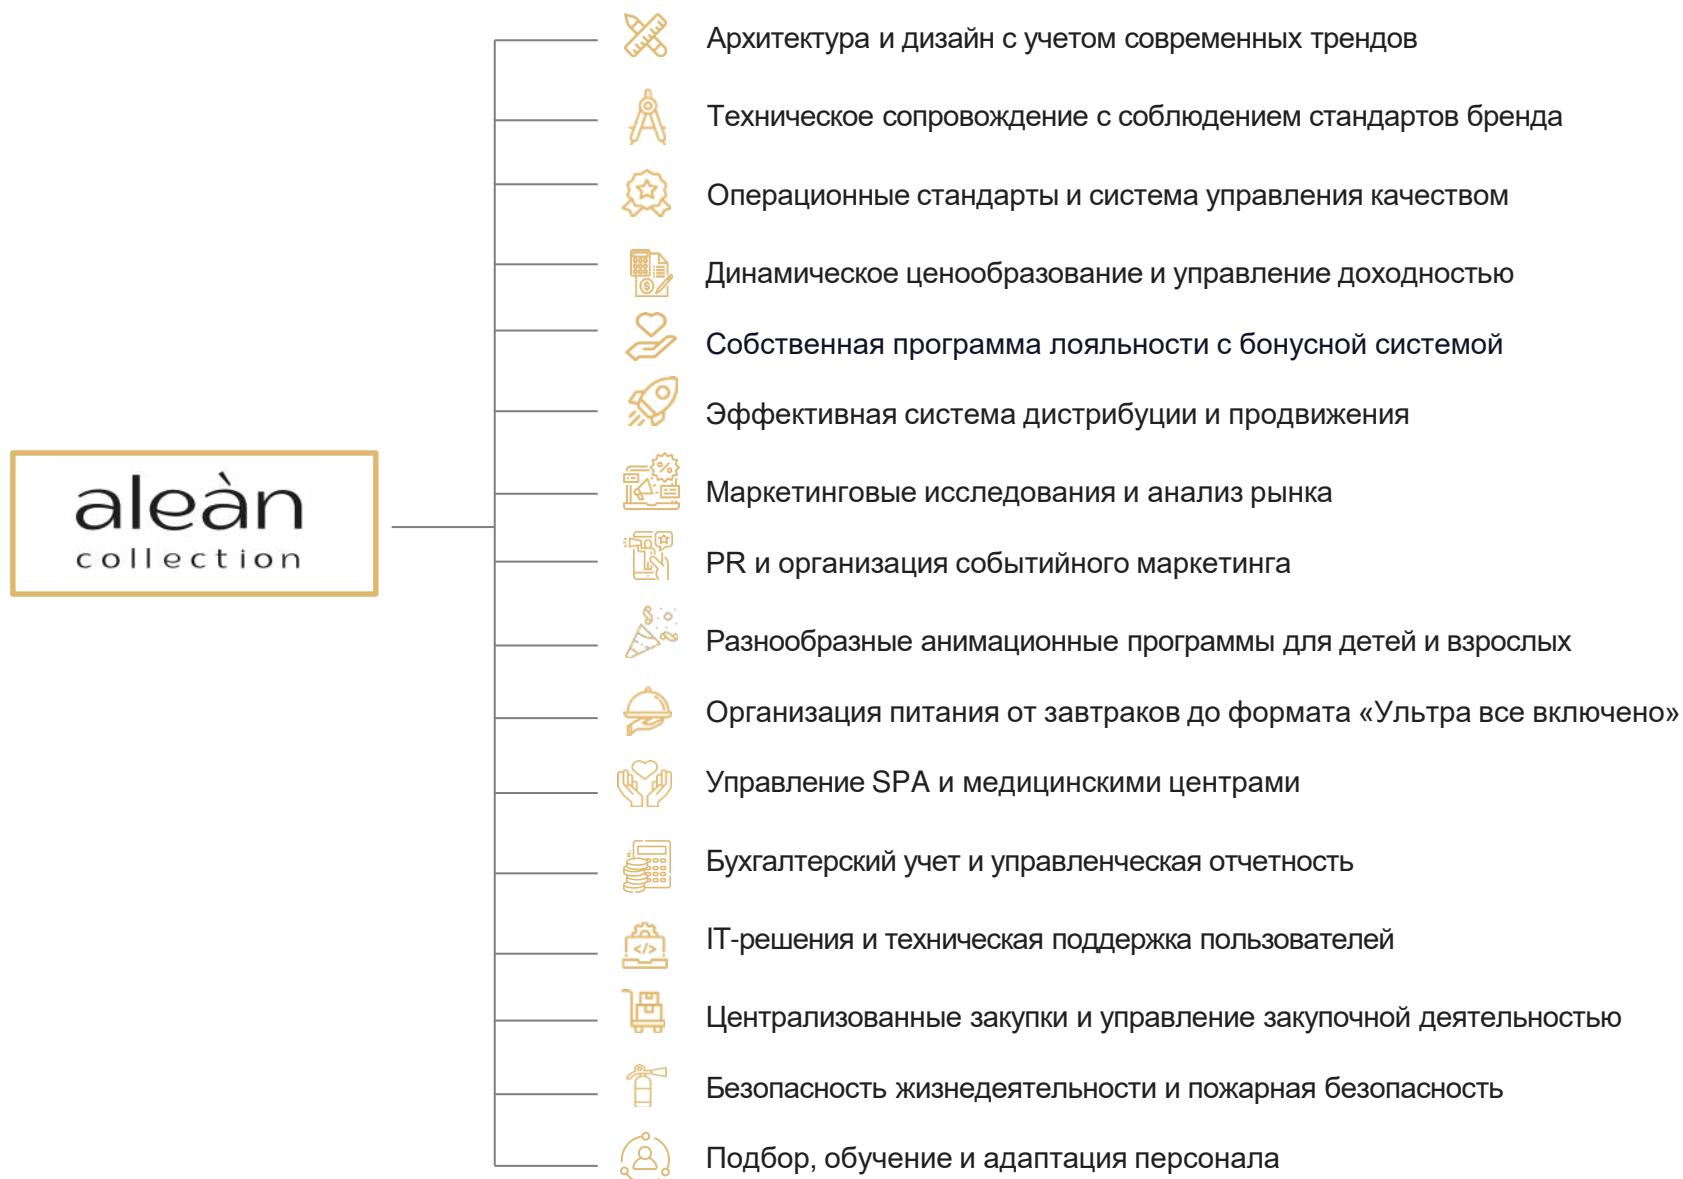 Архитектура и дизайн с учетом современных трендов
Техническое сопровождение с соблюдением стандартов бренда
Операционные стандарты и система управления качеством
Динамическое ценообразование и управление доходностью
Собственная программа лояльности с бонусной системой
Эффективная система дистрибуции и продвижения
aleàn
collection
Маркетинговые исследования и анализ рынка
PR и организация событийного маркетинга
Разнообразные анимационные программы для детей и взрослых
Организация питания от завтраков до формата «Ультра все включено»
Управление SPA и медицинскими центрами
Бухгалтерский учет и управленческая отчетность
IT-решения и техническая поддержка пользователей
Централизованные закупки и управление закупочной деятельностью
Безопасность жизнедеятельности и пожарная безопасность
Подбор, обучение и адаптация персонала